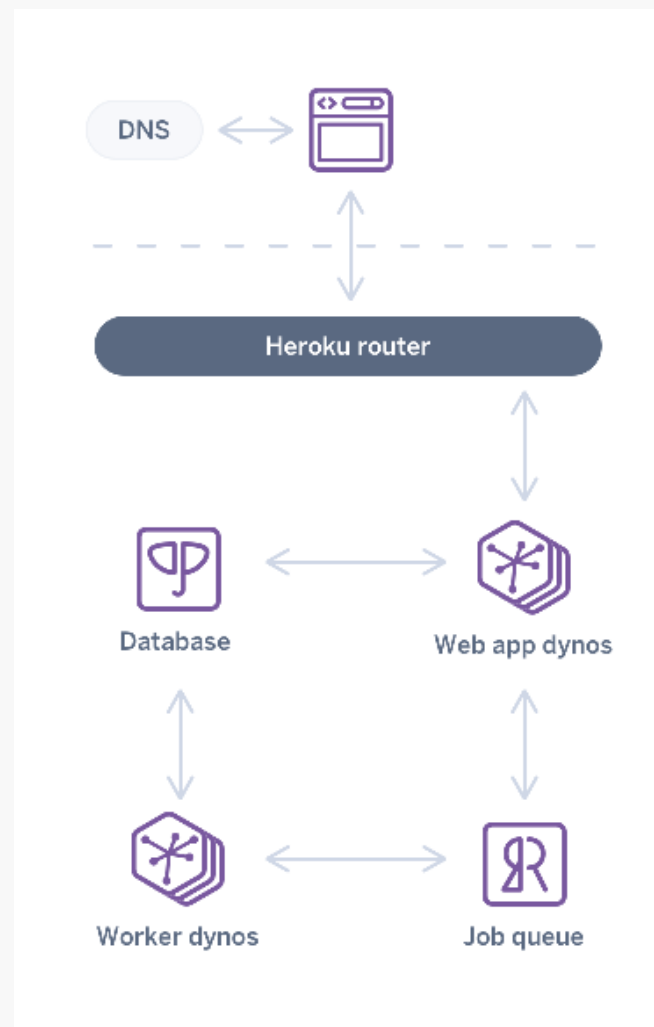 DNS
Heroku router
Database
Web app dynos
Worker dynos
Job queue